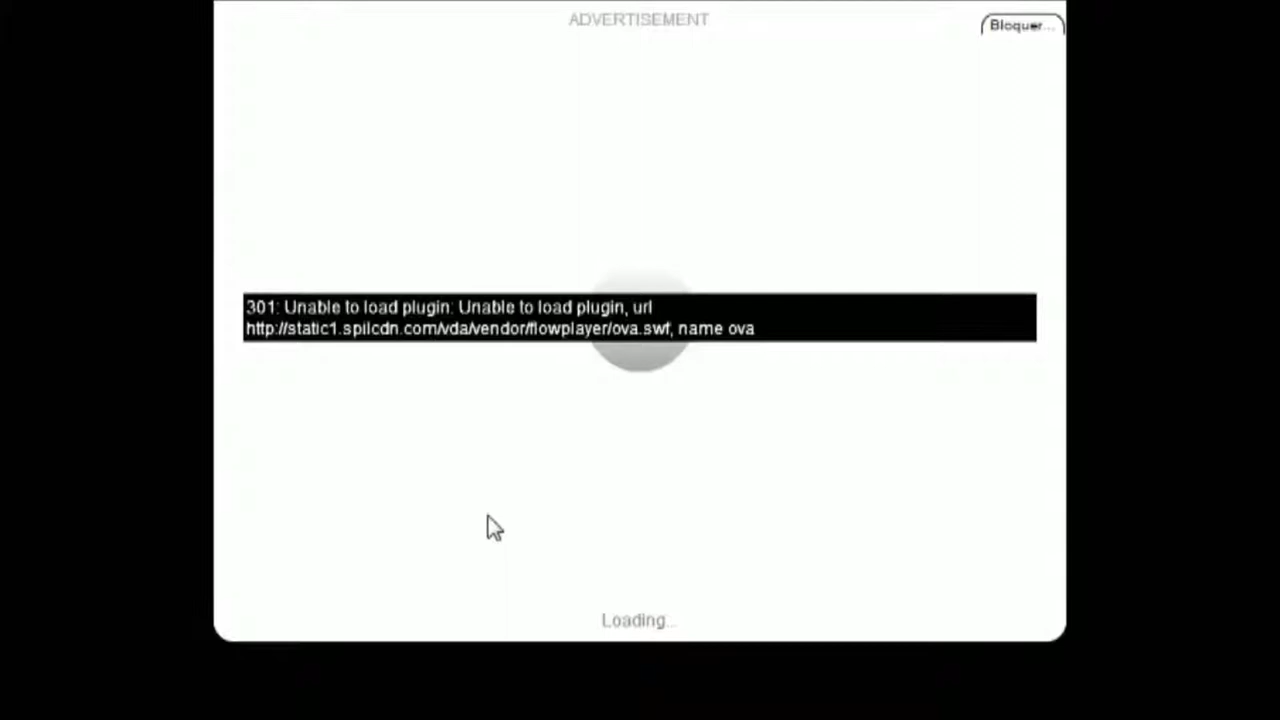 ADVERTISEMENT
Bloquer...
301: Unable to load plugin: Unable to load plugin, url
http://static1.spilcdn.com/vda/vendor/flowplayer/ova.swf, name ova
Loading...